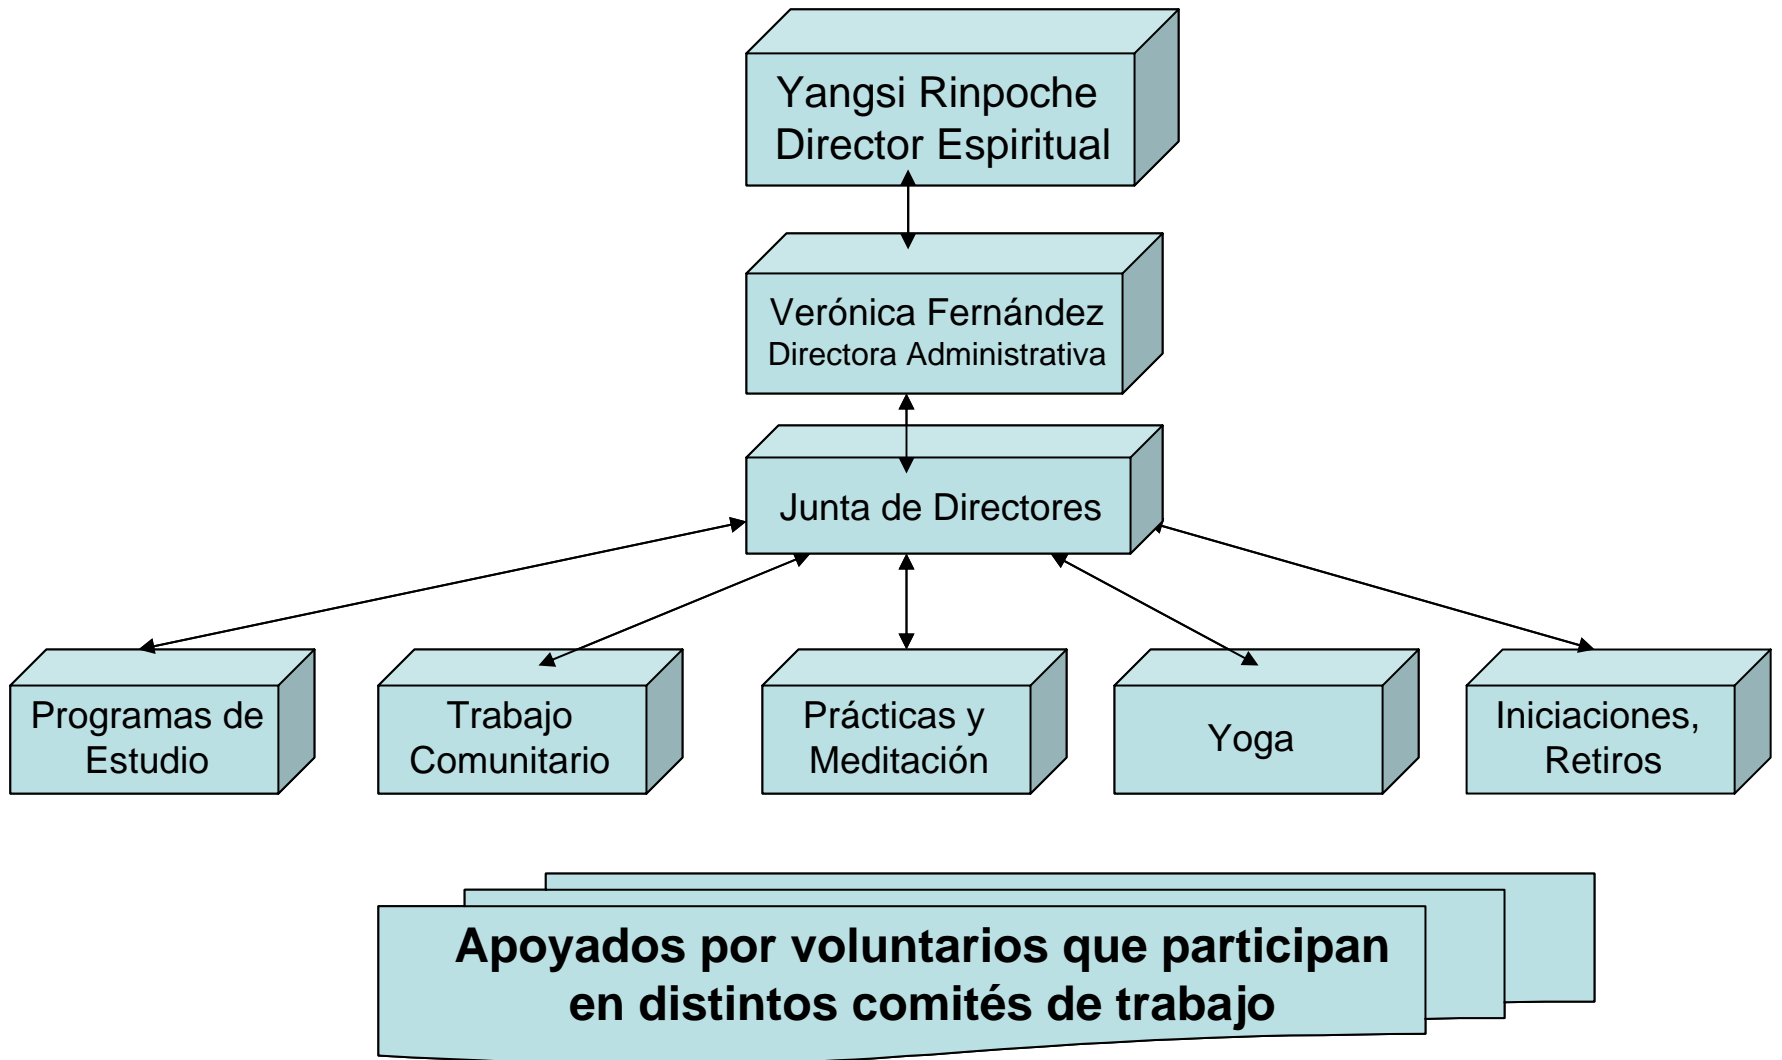 Yangsi Rinpoche
Director Espiritual
Verónica Fernández
Directora Administrativa
Junta de Directores
Programas de
Estudio
Trabajo
Comunitario
Prácticas y
Meditación
Yoga
Iniciaciones,
Retiros
Apoyados por voluntarios que participan
en distintos comités de trabajo